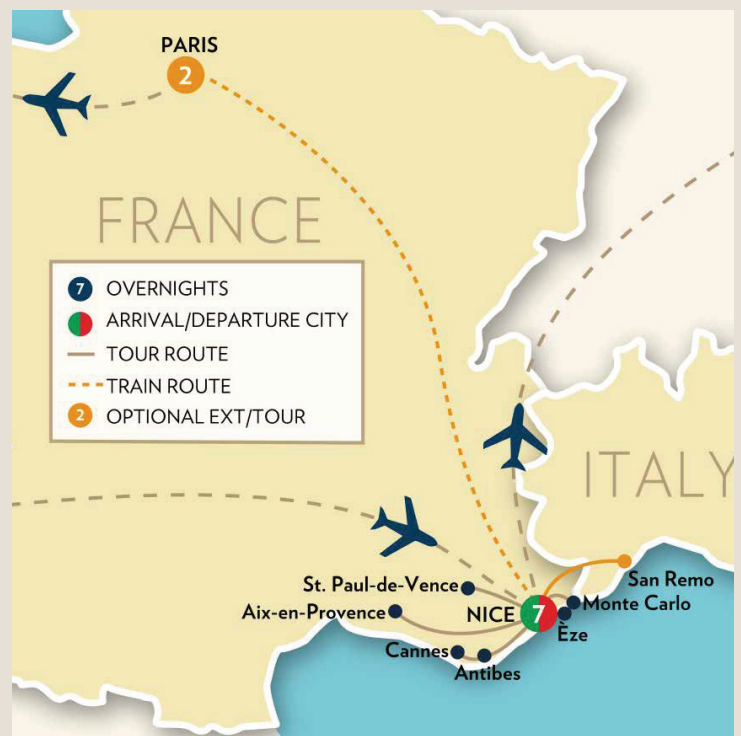 PARIS
2
FRANCE
7 OVERNIGHTS
ARRIVAL/DEPARTURE CITY
TOUR ROUTE
TRAIN ROUTE
2 OPTIONAL EXT/TOUR
ITALY
San Remo
St. Paul-de-Vence
Monte Carlo
Aix-en-Provence
NICE 7
Èze
Cannes
Antibes